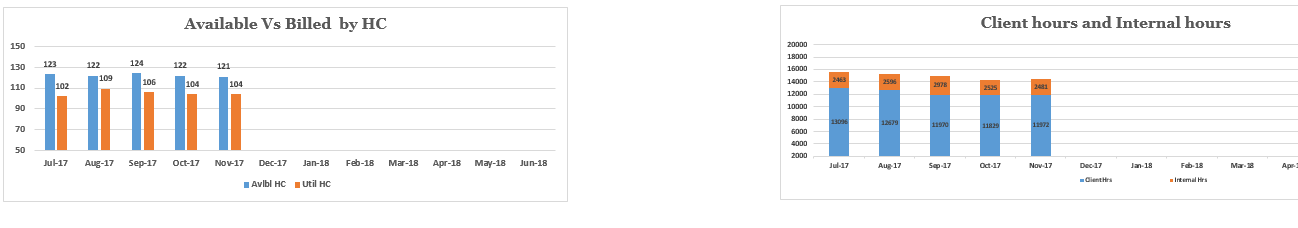 Available Vs Billed by HC
150
130
110
90
70
50
123 102 122 109 124 106 122 104 121 104
Jul-17 Aug-17 Sep-17 Oct-17 Nov-17 Dec-17 Jan-18 Feb-18 Mar-18 Apr-18 May-18 Jun-18
Avlbl HC Util HC
Client hours and Internal hours
20000
18000
16000
14000
12000
10000
8000
6000
4000
2000
2463 2596 2978 2525 2481
13096 12679 11970 11829 11972
Jul-17 Aug-17 Sep-17 Oct-17 Nov-17 Dec-17 Jan-18 Feb-18 Mar-18
ClientHrs Internal Hrs